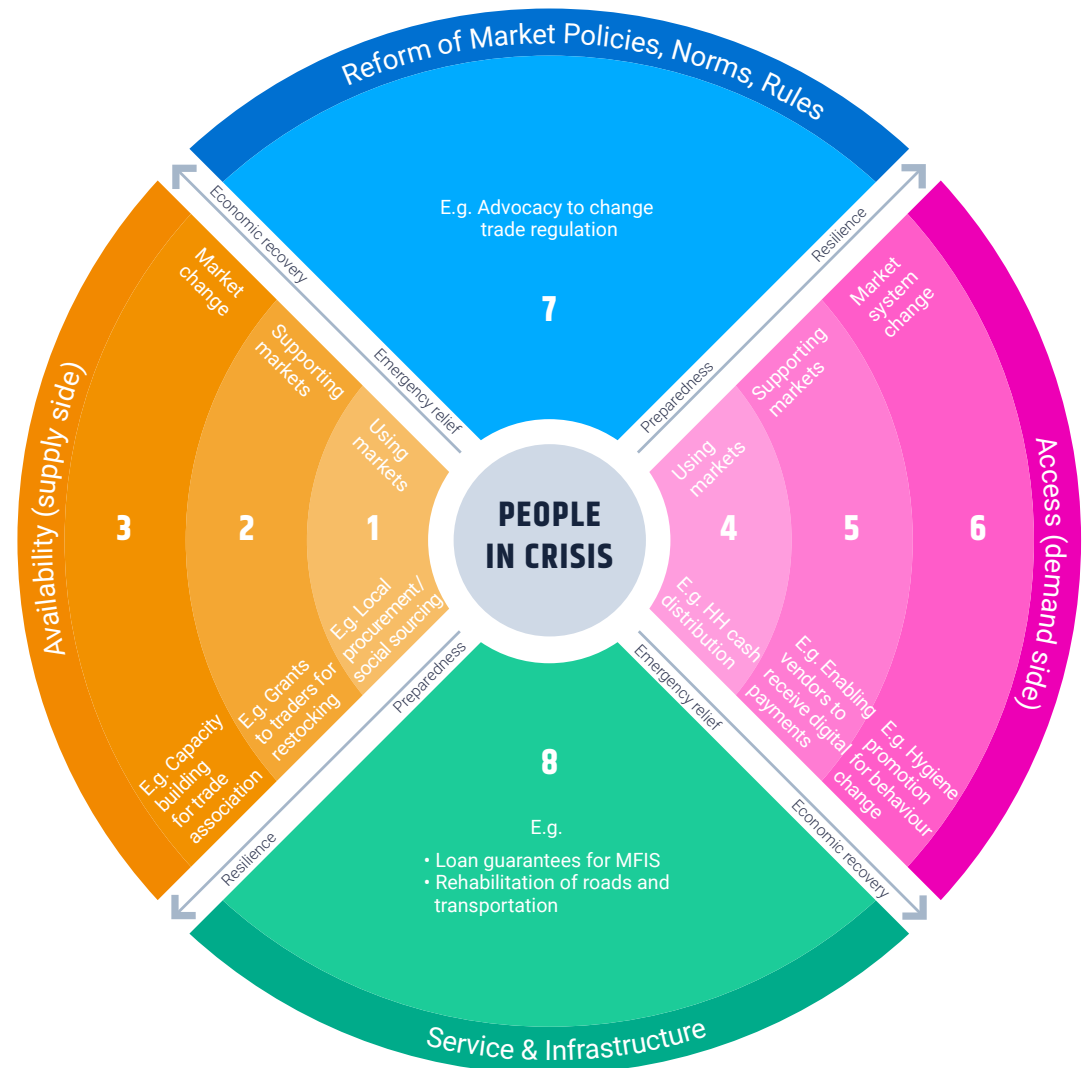 Reform of Market Policies, Norms, Rules
E.g. Advocacy to change
trade regulation
7
Economic recovery
Emergency relief
Resilience
Preparedness
Availability (supply side)
Market
change
Supporting
markets
Using
markets
3
2
1
E.g. Local
procurement/
social sourcing
E.g. Grants
to traders for
restocking
E.g. Capacity
building
for trade
association
PEOPLE
IN CRISIS
Access (demand side)
Market
system
change
Supporting
markets
Using
markets
4
5
6
E.g. HH cash
distribution
E.g. Enabling
vendors to
receive digital
payments
E.g. Hygiene
promotion
for behaviour
change
Preparedness
Resilience
Emergency relief
Economic recovery
8
E.g.
• Loan guarantees for MFIS
• Rehabilitation of roads and
transportation
Service & Infrastructure